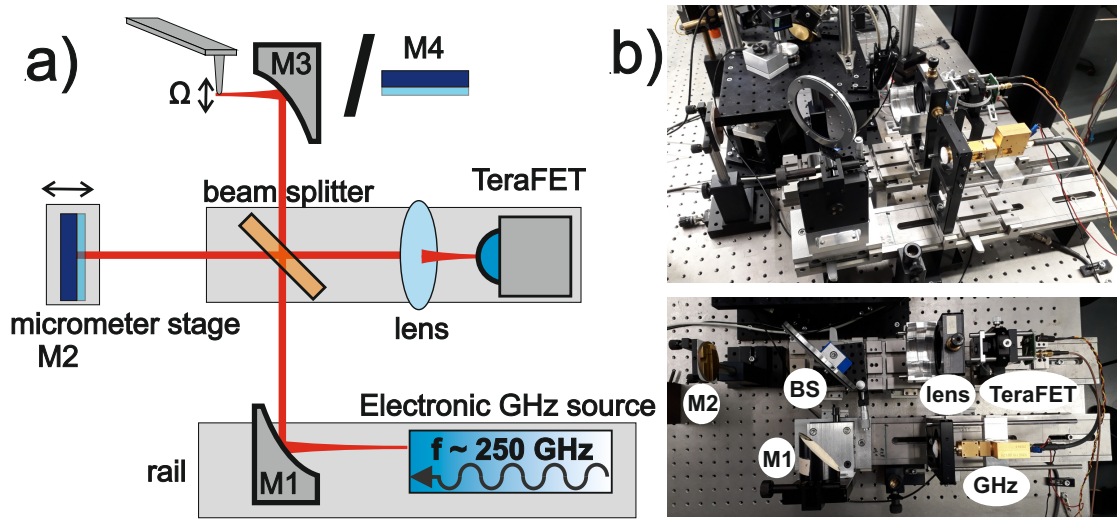 a)
M3
M4
Ω
beam splitter
TeraFET
micrometer stage
M2
lens
Electronic GHz source
f ~ 250 GHz
rail
M1
b)
M2
BS
lens
TeraFET
M1
GHz